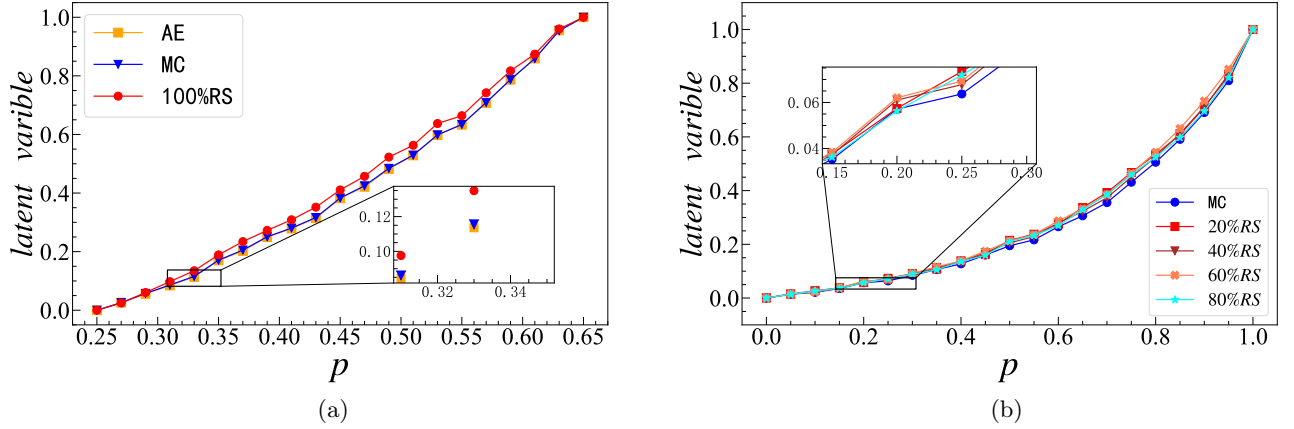 1.0
0.8
0.6
0.4
0.2
0.0
latent varible
AE
MC
100%RS
0.12
0.10
0.32 0.34
0.25 0.30 0.35 0.40 0.45 0.50 0.55 0.60 0.65
p
(a)
1.0
0.8
0.6
0.4
0.2
0.0
latent varible
0.06
0.04
0.15 0.20 0.25 0.30
MC
20%RS
40%RS
60%RS
80%RS
0.0 0.2 0.4 0.6 0.8 1.0
p
(b)